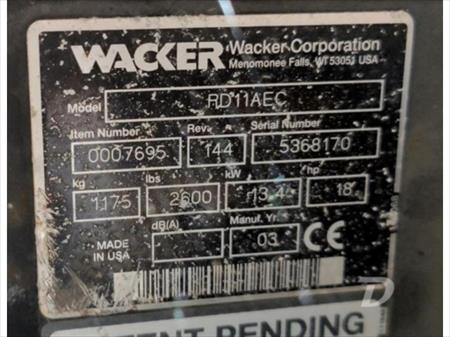 WACKER Wacker Corporation
Menomonee Falls, WI 53051 USA
Model RD11AEC
Item Number Rev. Serial Number
0007695 144 5368170
kg lbs kW hp
1175 2600 13.4 18
dB(A) Manuf. Yr.
MADE IN USA 03 CE
PENDING